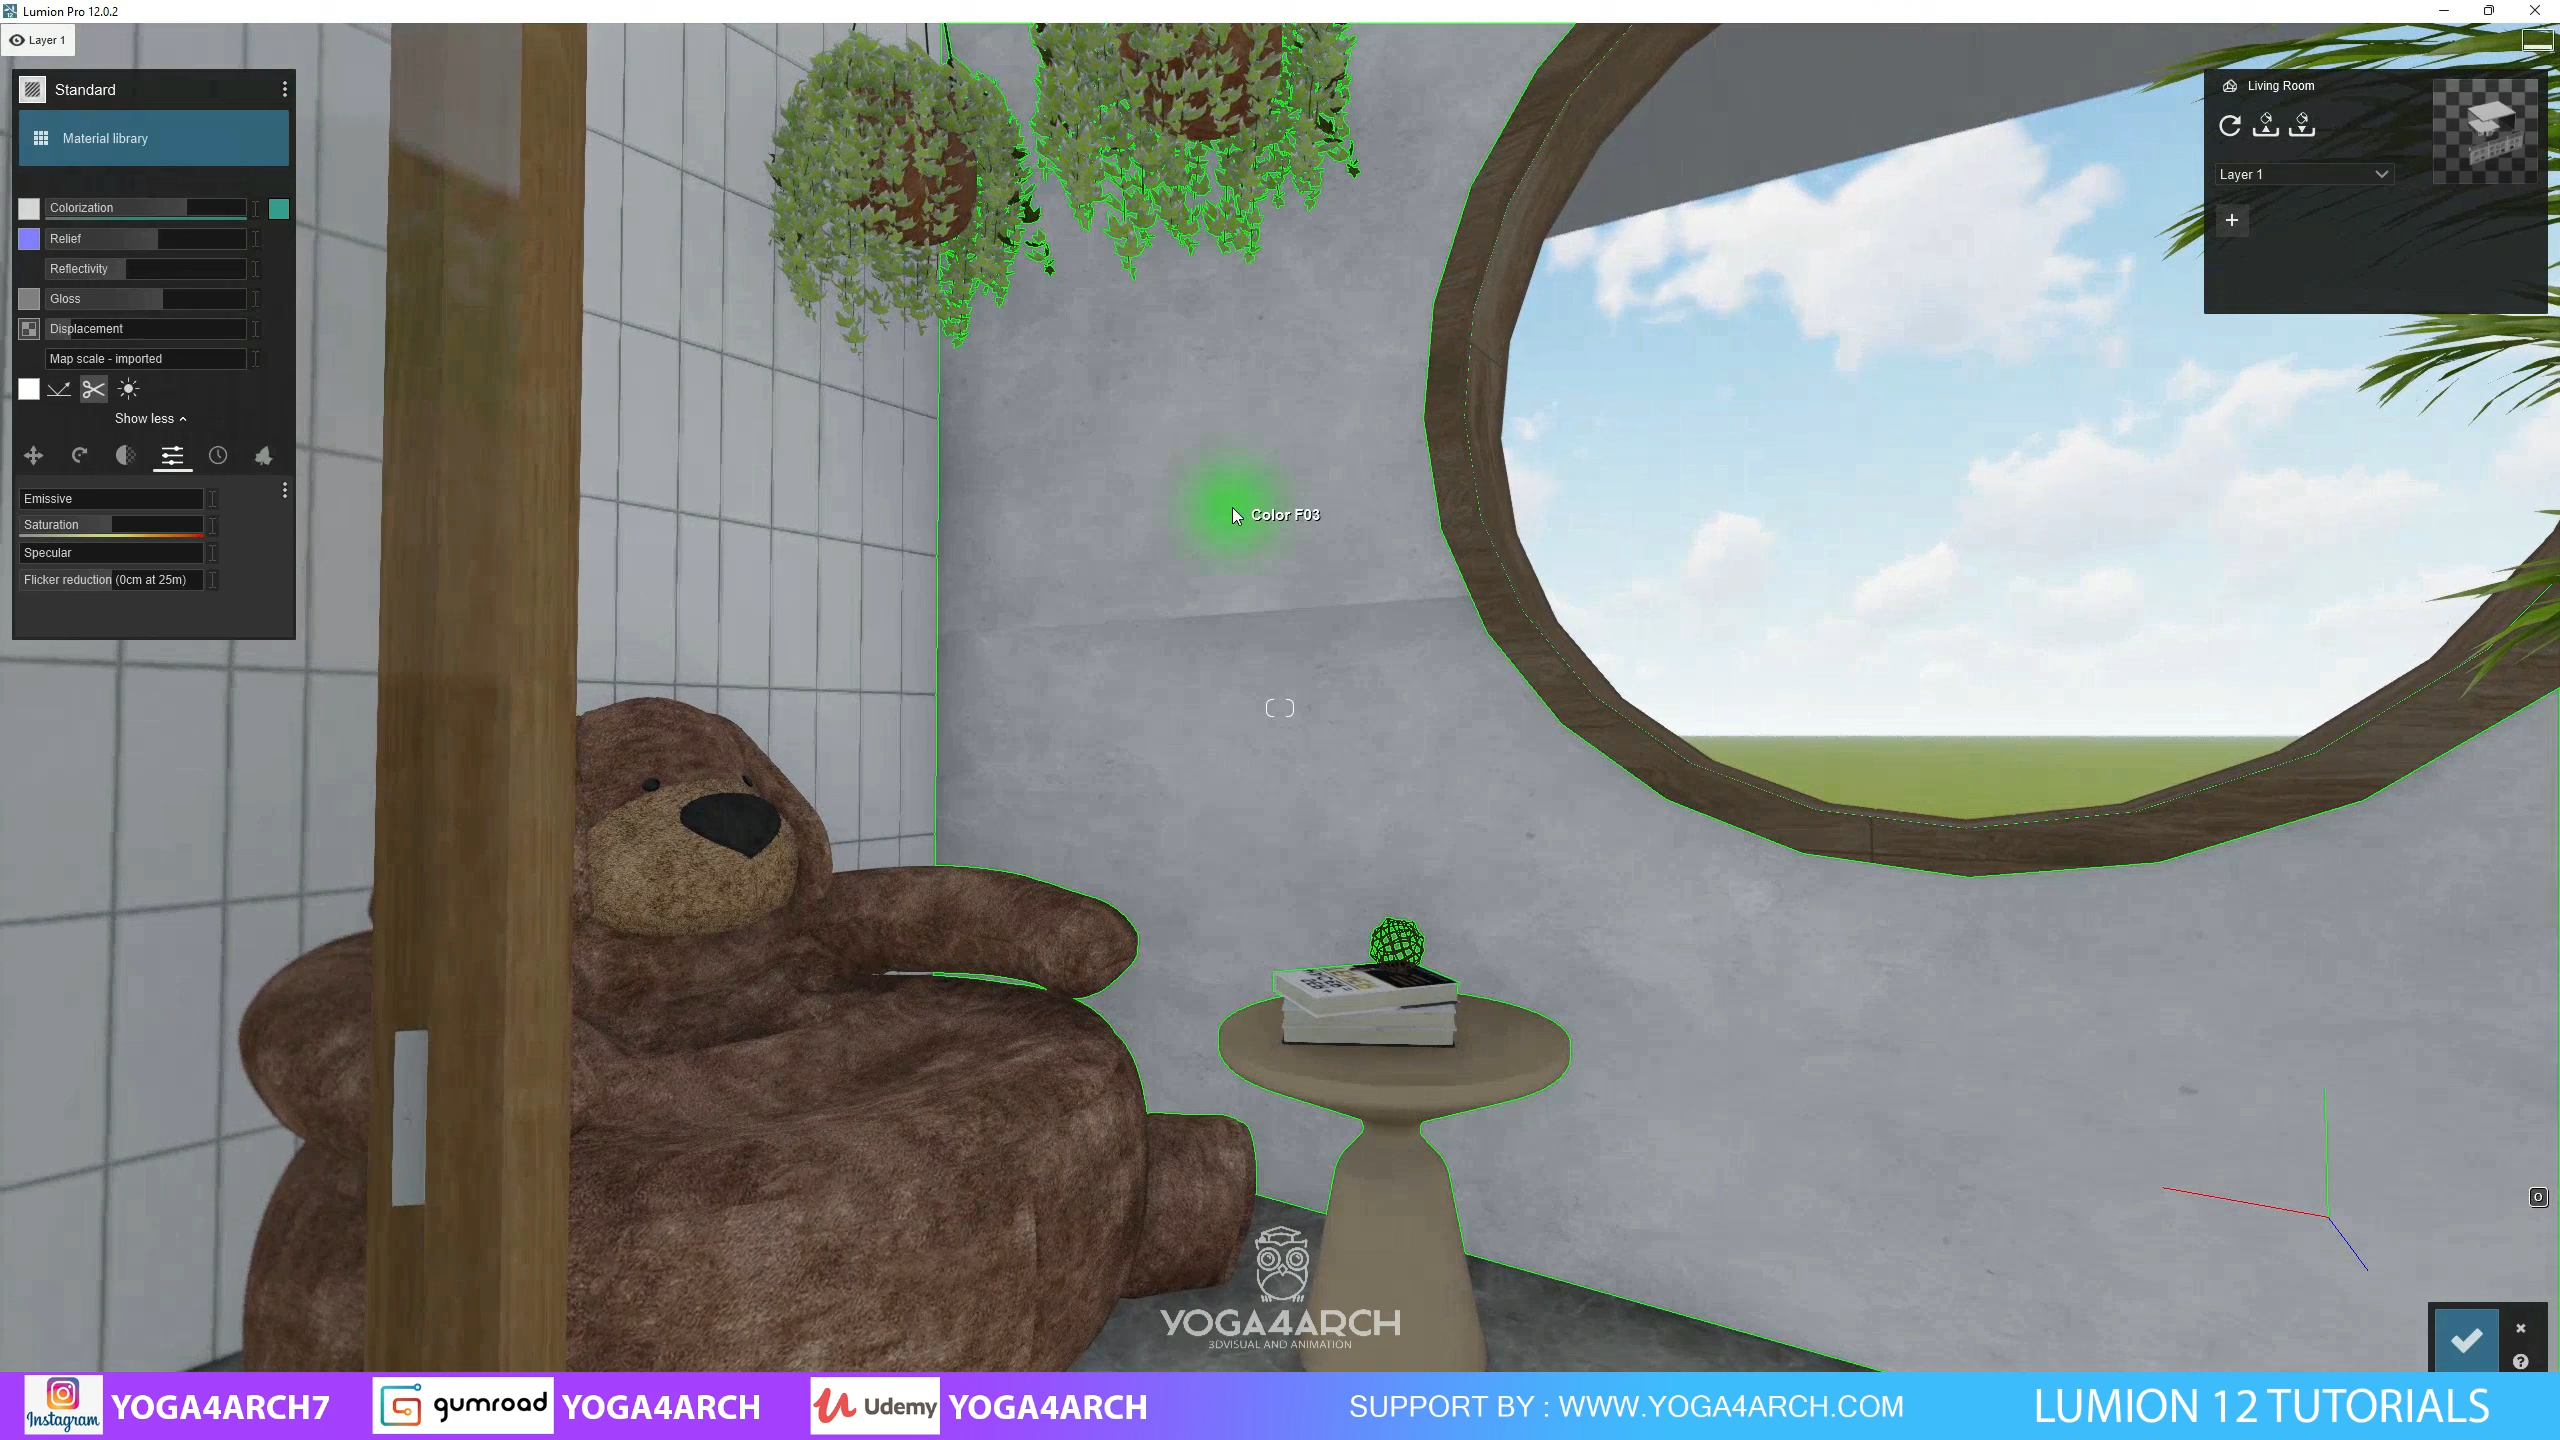 Lumion Pro 12.0.2
Layer 1
Standard
Material library
Colorization
Relief
Reflectivity
Gloss
Displacement
Map scale - imported
Show less
Emissive
Saturation
Specular
Flicker reduction (0cm at 25m)
Living Room
Layer 1
+
Color F03
O
YOGA4ARCH
3DVISUAL AND ANIMATION
Instagram YOGA4ARCH7 gumroad YOGA4ARCH Udemy YOGA4ARCH SUPPORT BY : WWW.YOGA4ARCH.COM LUMION 12 TUTORIALS